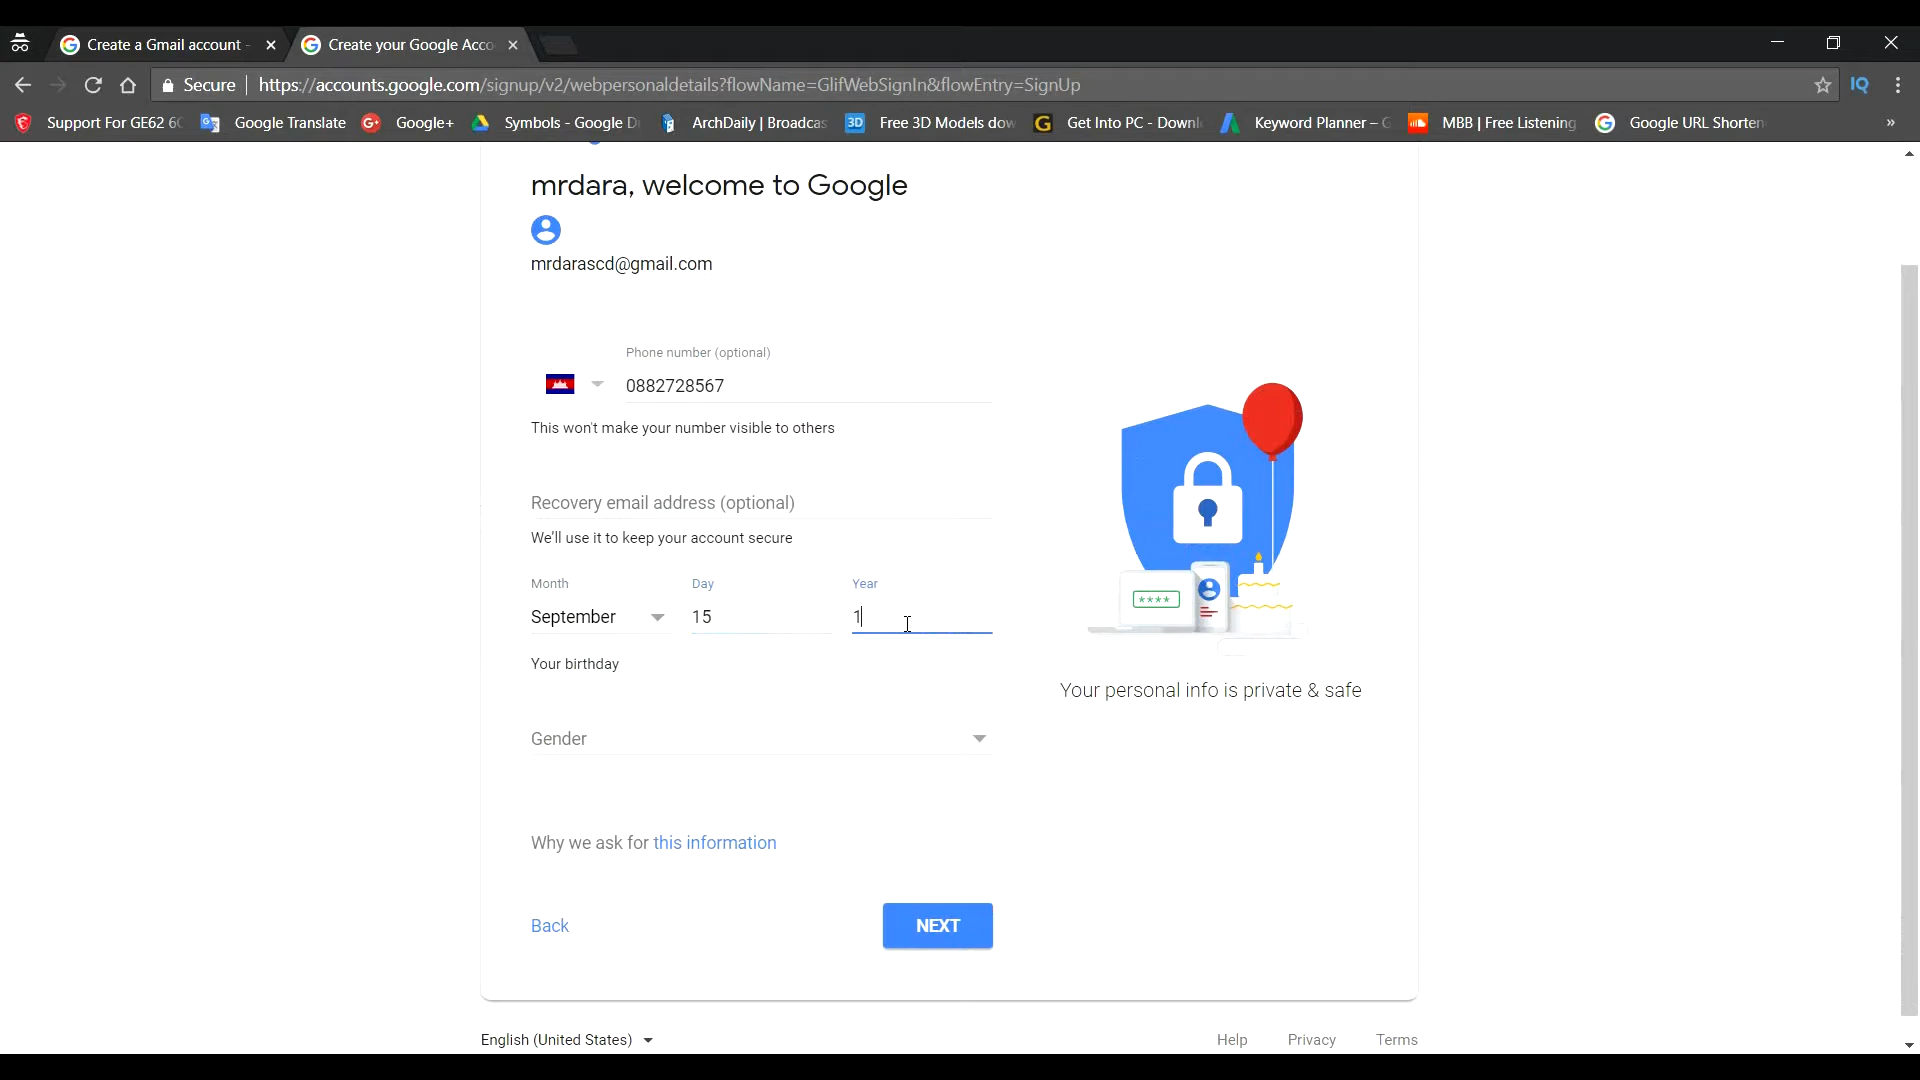 Create a Gmail account -
Create your Google Acco
Secure
https://accounts.google.com/signup/v2/webpersonaldetails?flowName=GlifWebSignIn&flowEntry=SignUp
IQ
Support For GE62 6
Google Translate
Google+
Symbols - Google D
ArchDaily | Broadcas
3D
Free 3D Models dow
Get Into PC - Downl
Keyword Planner – G
MBB | Free Listening
Google URL Shorten
»
mrdara, welcome to Google
mrdarascd@gmail.com
Phone number (optional)
0882728567
This won't make your number visible to others
Recovery email address (optional)
We'll use it to keep your account secure
Month
Day
Year
September
15
1
Your birthday
Gender
****
Your personal info is private & safe
Why we ask for this information
Back
NEXT
English (United States)
Help
Privacy
Terms